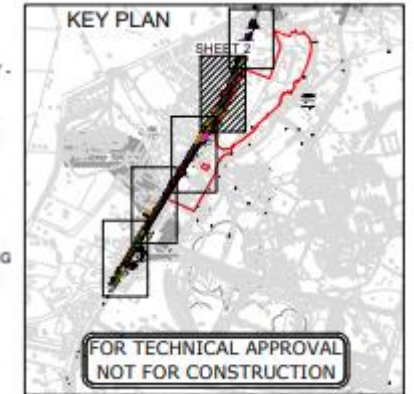 KEY PLAN
SHEET 2
FOR TECHNICAL APPROVAL
NOT FOR CONSTRUCTION